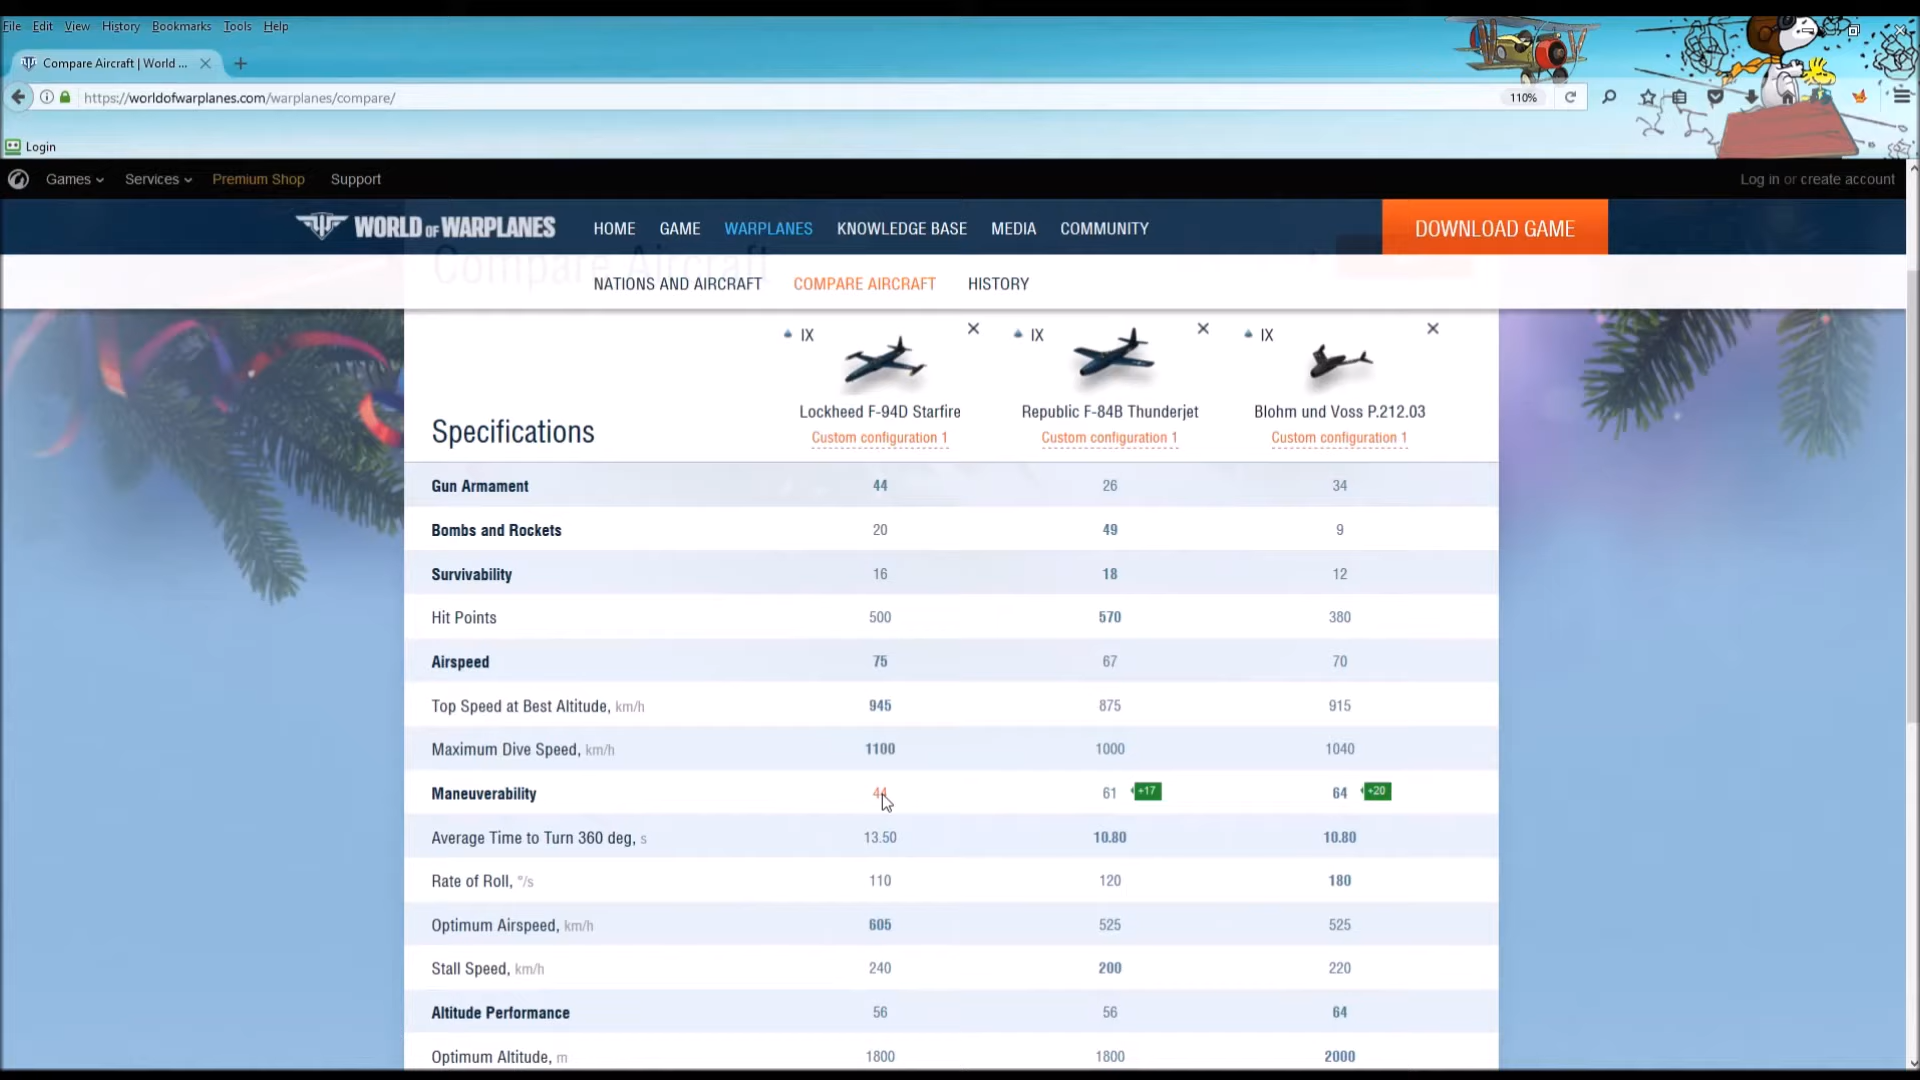 File Edit View History Bookmarks Tools Help
Compare Aircraft | World ...
https://worldofwarplanes.com/warplanes/compare/
110%
Login
Games Services Premium Shop Support
Log in or create account
WORLD OF WARPLANES
HOME GAME WARPLANES KNOWLEDGE BASE MEDIA COMMUNITY
DOWNLOAD GAME
Compare Aircraft
NATIONS AND AIRCRAFT COMPARE AIRCRAFT HISTORY
IX IX IX
Lockheed F-94D Starfire Republic F-84B Thunderjet Blohm und Voss P.212.03
Specifications
Custom configuration 1 Custom configuration 1 Custom configuration 1
Gun Armament 44 26 34
Bombs and Rockets 20 49 9
Survivability 16 18 12
Hit Points 500 570 380
Airspeed 75 67 70
Top Speed at Best Altitude, km/h 945 875 915
Maximum Dive Speed, km/h 1100 1000 1040
Maneuverability 44 61 +17 64 +20
Average Time to Turn 360 deg, s 13.50 10.80 10.80
Rate of Roll, °/s 110 120 180
Optimum Airspeed, km/h 605 525 525
Stall Speed, km/h 240 200 220
Altitude Performance 56 56 64
Optimum Altitude, m 1800 1800 2000